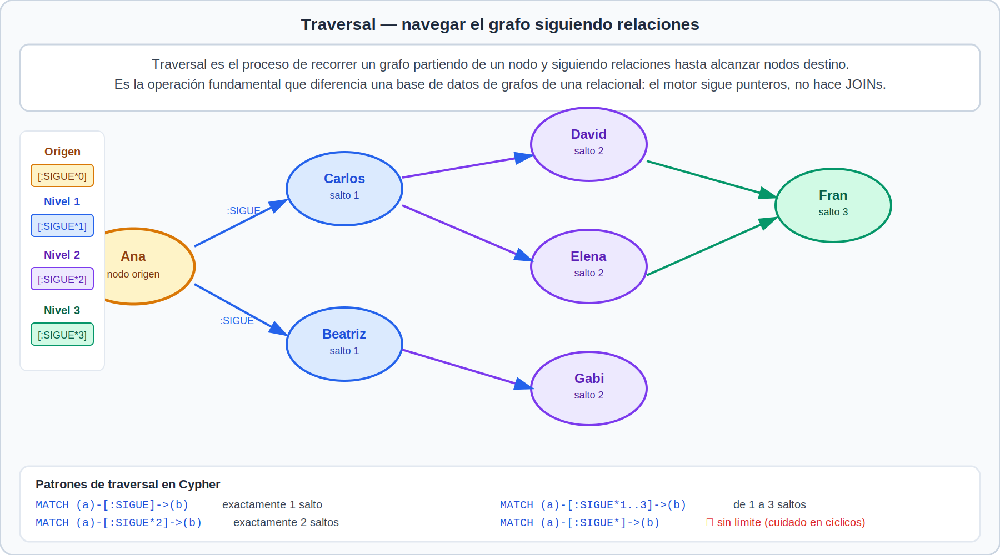 Traversal — navegar el grafo siguiendo relaciones
Traversal es el proceso de recorrer un grafo partiendo de un nodo y siguiendo relaciones hasta alcanzar nodos destino.
Es la operación fundamental que diferencia una base de datos de grafos de una relacional: el motor sigue punteros, no hace JOINs.
Origen
[:SIGUE*0]
Nivel 1
[:SIGUE*1]
Nivel 2
[:SIGUE*2]
Nivel 3
[:SIGUE*3]
Ana
nodo origen
:SIGUE
:SIGUE
Carlos
salto 1
Beatriz
salto 1
David
salto 2
Elena
salto 2
Gabi
salto 2
Fran
salto 3
Patrones de traversal en Cypher
MATCH (a)-[:SIGUE]->(b) exactamente 1 salto
MATCH (a)-[:SIGUE*2]->(b) exactamente 2 saltos
MATCH (a)-[:SIGUE*1..3]->(b) de 1 a 3 saltos
MATCH (a)-[:SIGUE*]->(b) sin límite (cuidado en cíclicos)